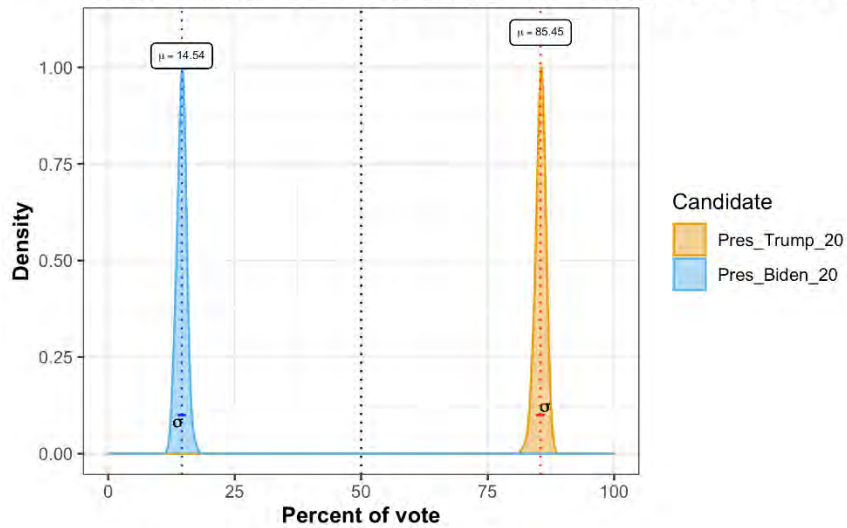 μ = 14.54
μ = 85.45
1.00
0.75
0.50
0.25
0.00
Density
σ
σ
0
25
50
75
100
Percent of vote
Candidate
Pres_Trump_20
Pres_Biden_20